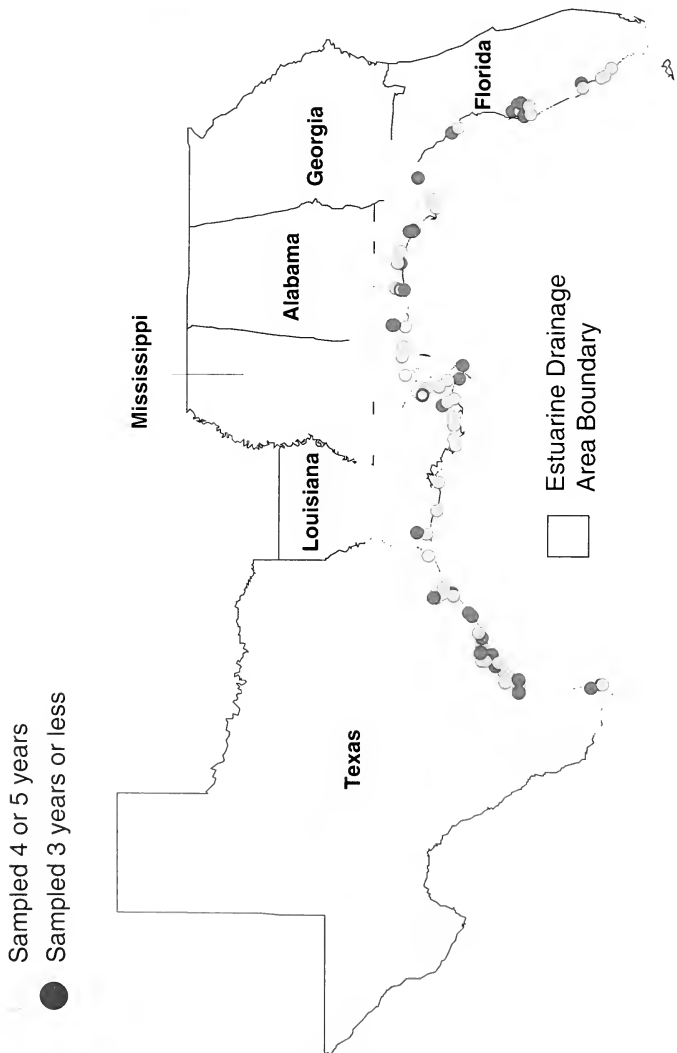 Sampled 4 or 5 years
Sampled 3 years or less
Mississippi
Georgia
Alabama
Florida
Louisiana
Texas
Estuarine Drainage
Area Boundary